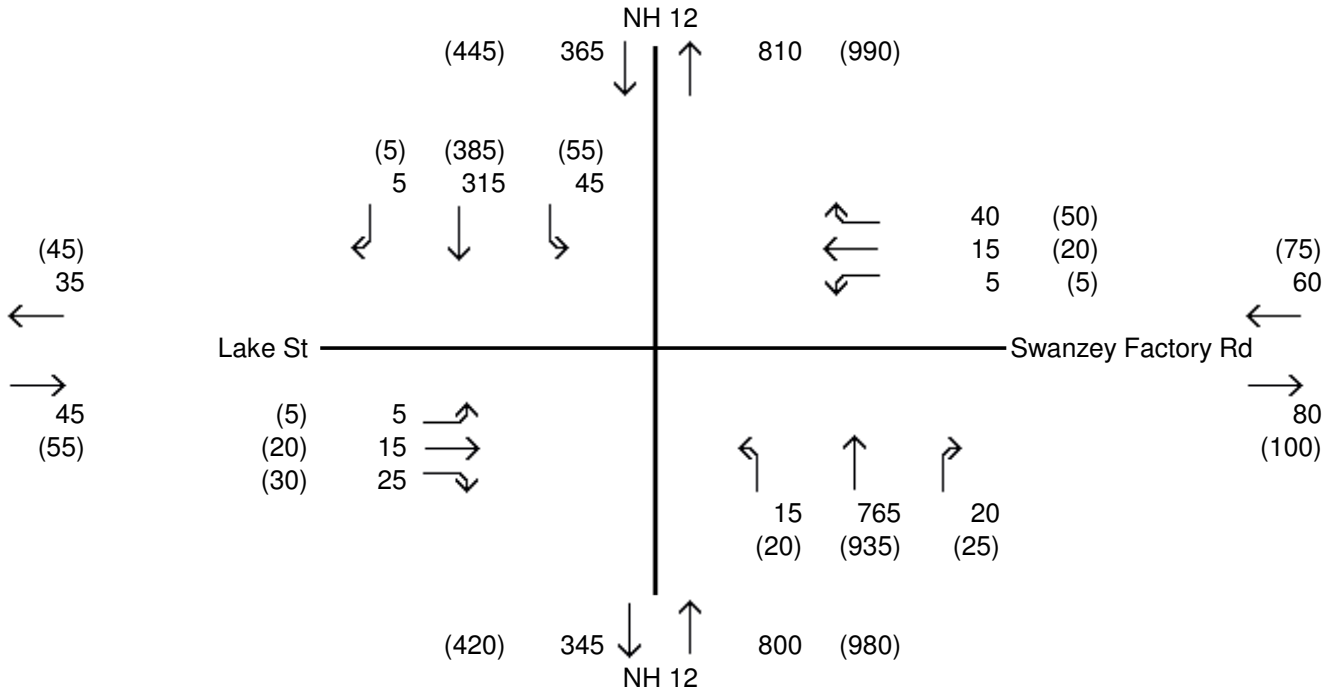 NH 12
(445) 365 810 (990)
(5) (385) (55)
5 315 45
40 (50)
(45) 15 (20) (75)
35 5 (5) 60
Lake St Swanzey Factory Rd
45 (5) 5 80
(55) (20) 15 (100)
(30) 25
15 765 20
(20) (935) (25)
(420) 345 800 (980)
NH 12